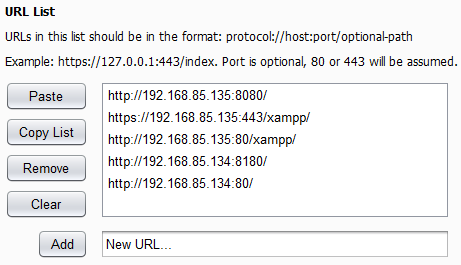 URL List
URLs in this list should be in the format: protocol://host:port/optional-path
Example: https://127.0.0.1:443/index. Port is optional, 80 or 443 will be assumed.
Paste
Copy List
Remove
Clear
http://192.168.85.135:8080/
https://192.168.85.135:443/xampp/
http://192.168.85.135:80/xampp/
http://192.168.85.134:8180/
http://192.168.85.134:80/
Add
New URL...